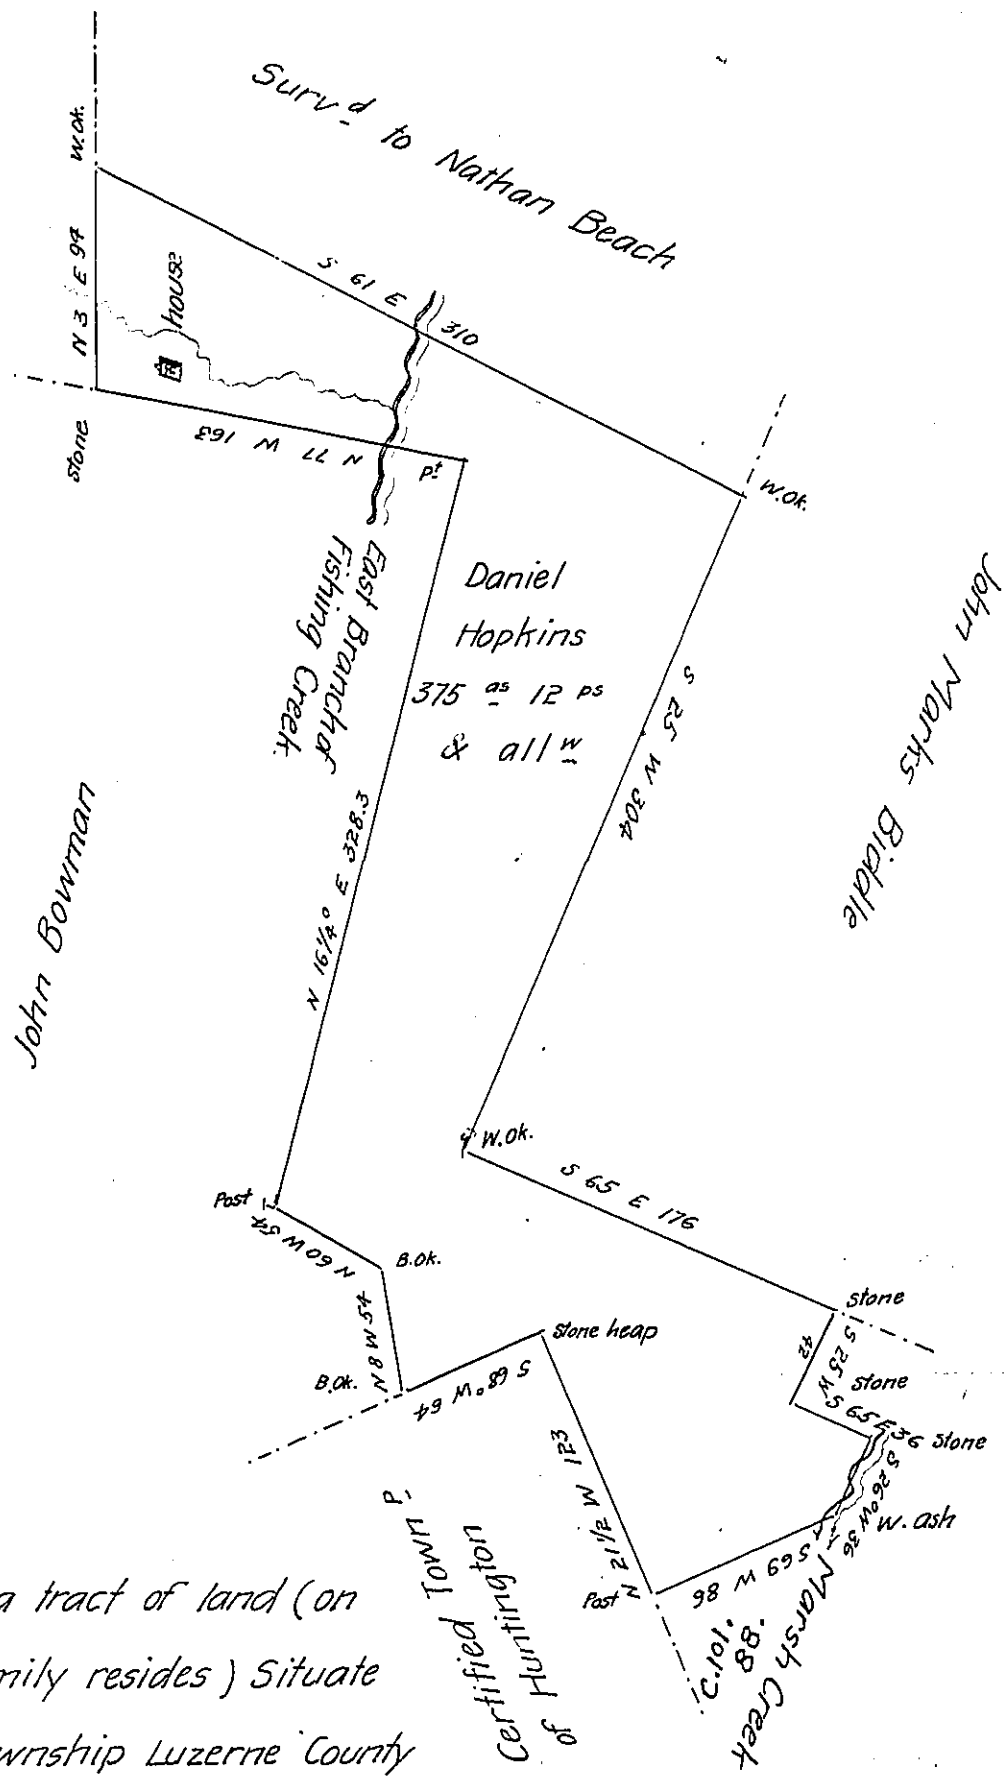 Surv.d to Nathan Beach
W.Ok.
N 3 E 94
house
S 61 E 310
stone
N 77 W 163
Pt
W.Ok.
East Branch of
Fishing Creek.
Daniel
Hopkins
375 as 12 ps
& all w
S 25 W 304
John Marks Biddle
John Bowman
N 16 1/4° E 328.3
W.Ok.
S 65 E 176
Post
N 60 W 54
B.Ok.
N 8 W 54
B.Ok.
Stone heap
S 68° W 64
stone
S 25 W
42
stone
S 65 E 36
stone
S 26° W 36
W. ash
N 21 1/2 W 123
Post
S 69 W 86
Marsh Creek
C.101.
88.
Certified Town P.
of Huntington
a tract of land (on
mily resides) Situate
wnship Luzerne County